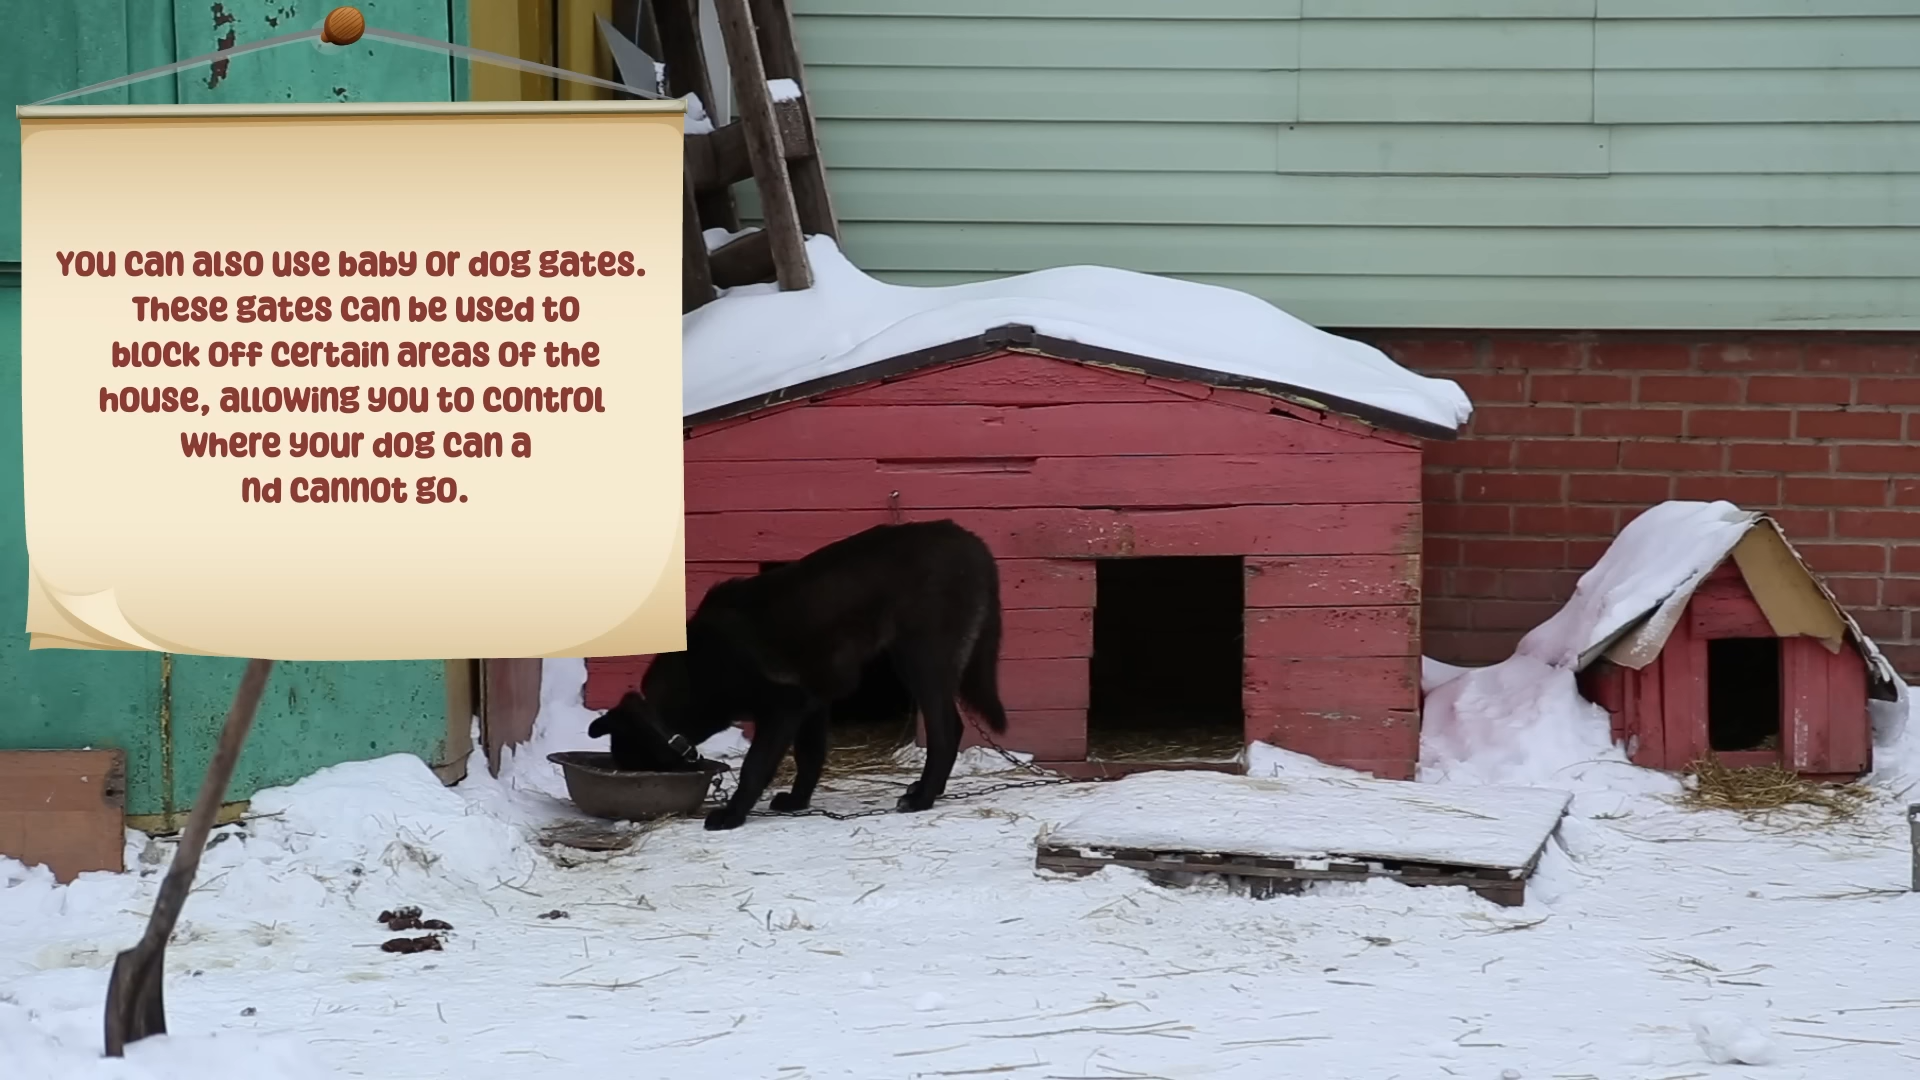 You can also use baby or dog gates.
These gates can be used to
block off certain areas of the
house, allowing you to control
where your dog can a
nd cannot go.